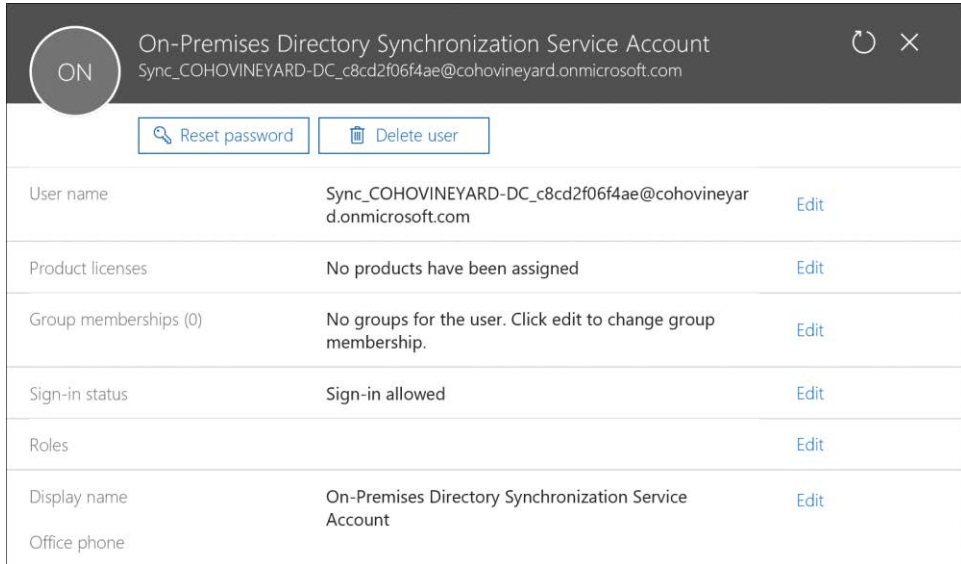 ON
On-Premises Directory Synchronization Service Account
Sync_COHOVINEYARD-DC_c8cd2f06f4ae@cohovineyard.onmicrosoft.com
Reset password
Delete user
User name
Sync_COHOVINEYARD-DC_c8cd2f06f4ae@cohovineyar
d.onmicrosoft.com
Edit
Product licenses
No products have been assigned
Edit
Group memberships (0)
No groups for the user. Click edit to change group
membership.
Edit
Sign-in status
Sign-in allowed
Edit
Roles
Edit
Display name
On-Premises Directory Synchronization Service
Account
Edit
Office phone